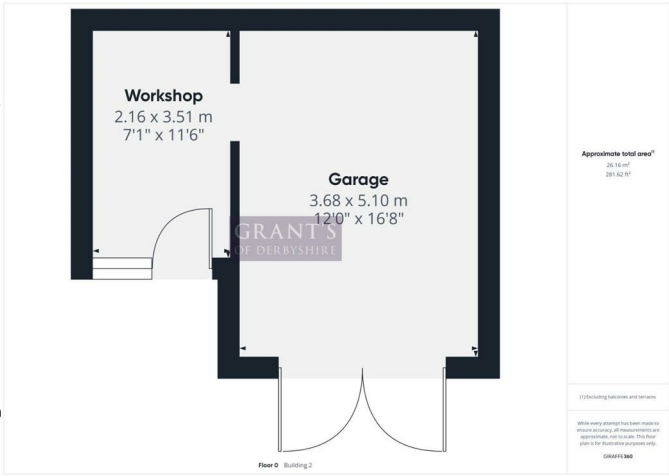 Workshop
2.16 x 3.51 m
7'1" x 11'6"
Garage
3.68 x 5.10 m
12'0" x 16'8"
GRANT'S
OF DERBYSHIRE
Approximate total area⁽¹⁾
26.16 m²
281.62 ft²
(1) Excluding balconies and terraces
While every attempt has been made to
ensure accuracy, all measurements are
approximate, not to scale. This floor
plan is for illustrative purposes only.
GIRAFFE360
Floor 0 Building 2